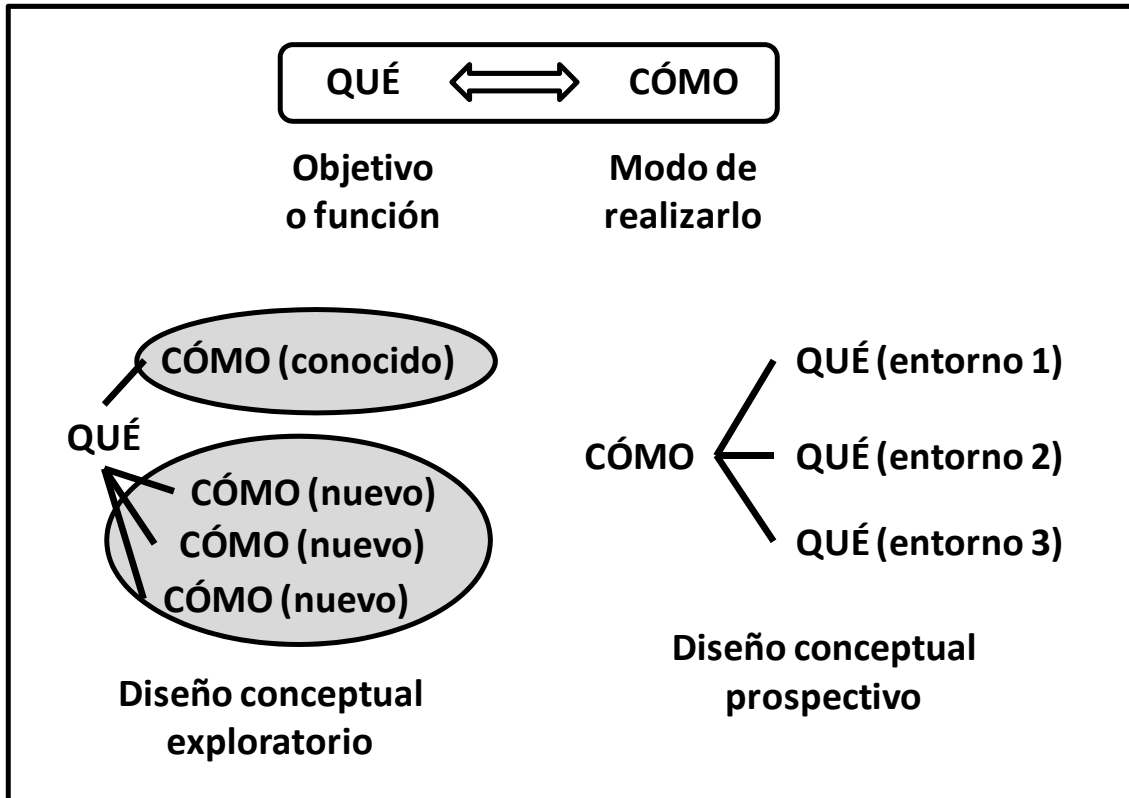 QUÉ CÓMO
Objetivo
o función
Modo de
realizarlo
CÓMO (conocido)
QUÉ
CÓMO (nuevo)
CÓMO (nuevo)
CÓMO (nuevo)
Diseño conceptual
exploratorio
CÓMO
QUÉ (entorno 1)
QUÉ (entorno 2)
QUÉ (entorno 3)
Diseño conceptual
prospectivo